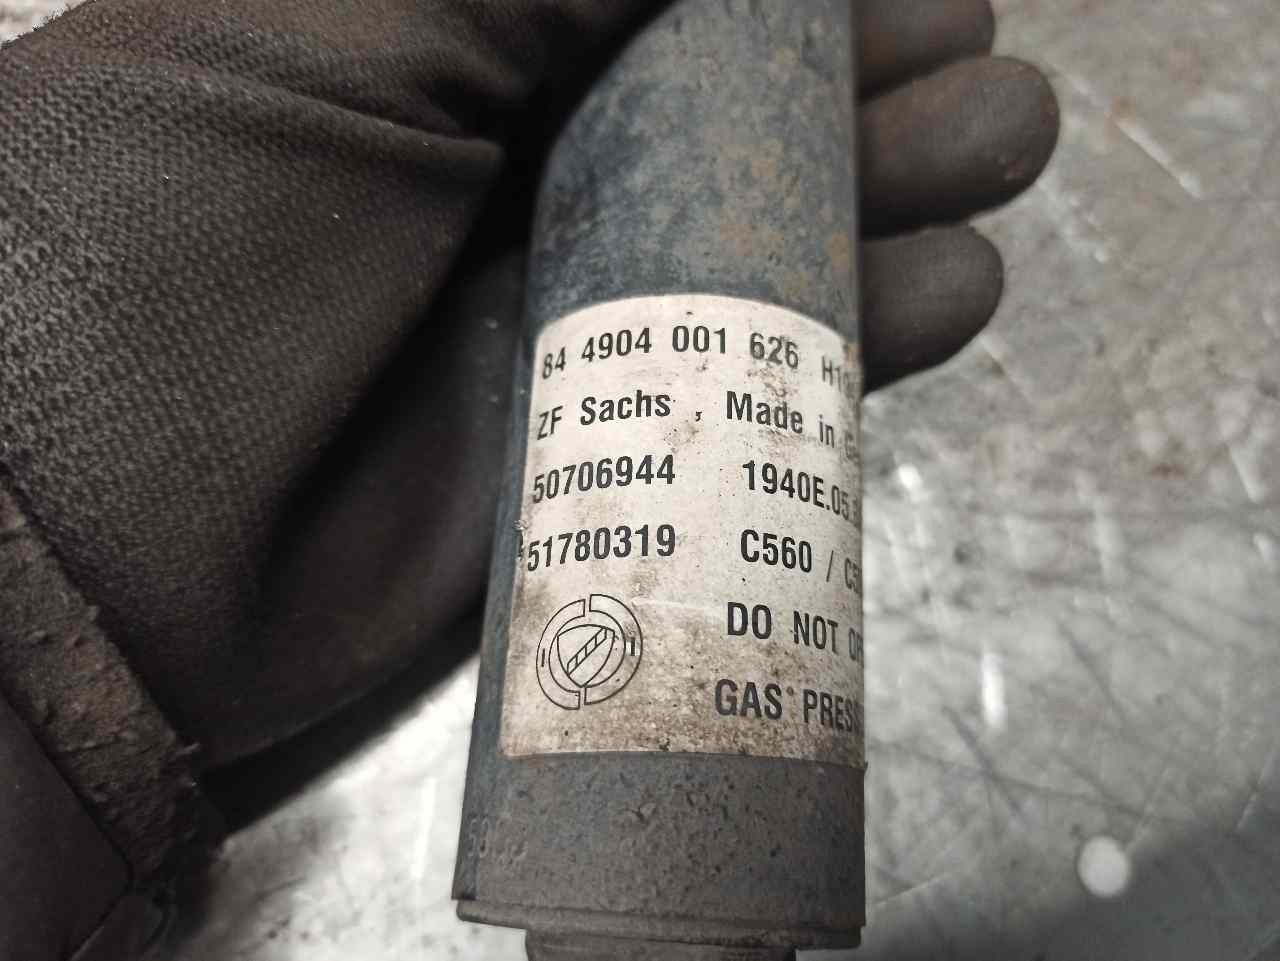 84 4904 001 626
ZF Sachs , Made in
50706944 1940E.05
51780319 C560 /
DO NOT
GAS